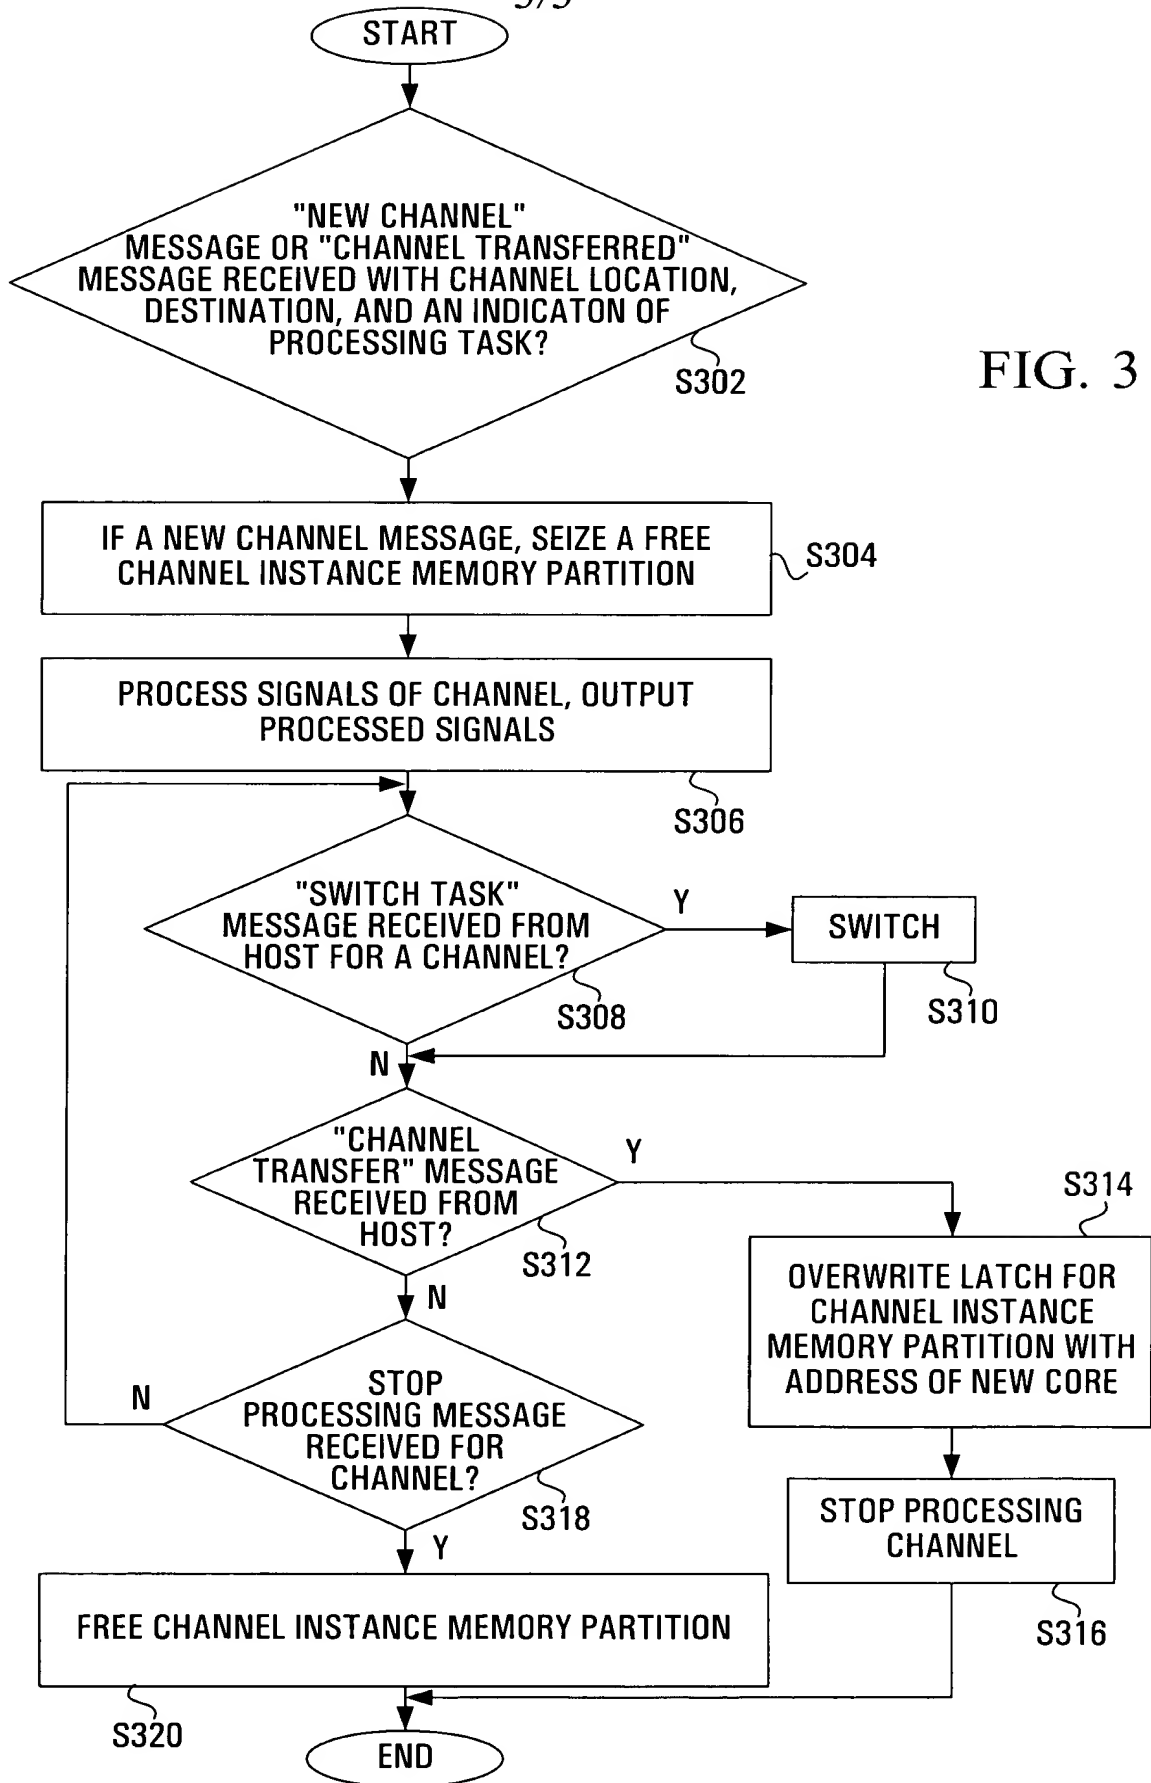 START
"NEW CHANNEL"
MESSAGE OR "CHANNEL TRANSFERRED"
MESSAGE RECEIVED WITH CHANNEL LOCATION,
DESTINATION, AND AN INDICATON OF
PROCESSING TASK?
S302
FIG. 3
IF A NEW CHANNEL MESSAGE, SEIZE A FREE
CHANNEL INSTANCE MEMORY PARTITION
S304
PROCESS SIGNALS OF CHANNEL, OUTPUT
PROCESSED SIGNALS
S306
"SWITCH TASK"
MESSAGE RECEIVED FROM
HOST FOR A CHANNEL?
S308
Y
SWITCH
S310
N
"CHANNEL
TRANSFER" MESSAGE
RECEIVED FROM
HOST?
S312
Y
S314
OVERWRITE LATCH FOR
CHANNEL INSTANCE
MEMORY PARTITION WITH
ADDRESS OF NEW CORE
N
STOP
PROCESSING MESSAGE
RECEIVED FOR
CHANNEL?
S318
N
STOP PROCESSING
CHANNEL
S316
Y
FREE CHANNEL INSTANCE MEMORY PARTITION
S320
END